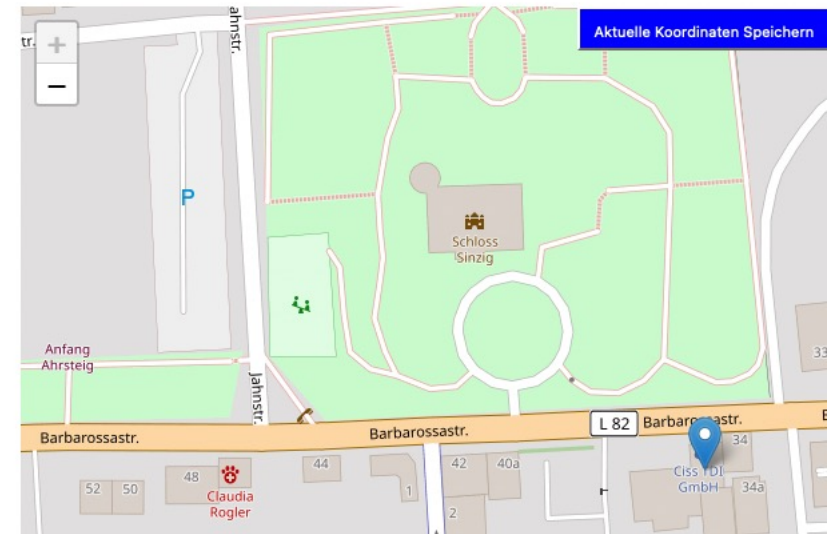 tr.
+
−
Jahnstr.
Aktuelle Koordinaten Speichern
P
Schloss
Sinzig
Anfang
Ahrsteig
Jahnstr.
33
Barbarossastr.
Barbarossastr.
L 82
Barbarossastr.
B
52
50
48
Claudia
Rogler
44
1
42
40a
2
Ciss TDI
GmbH
34
34a